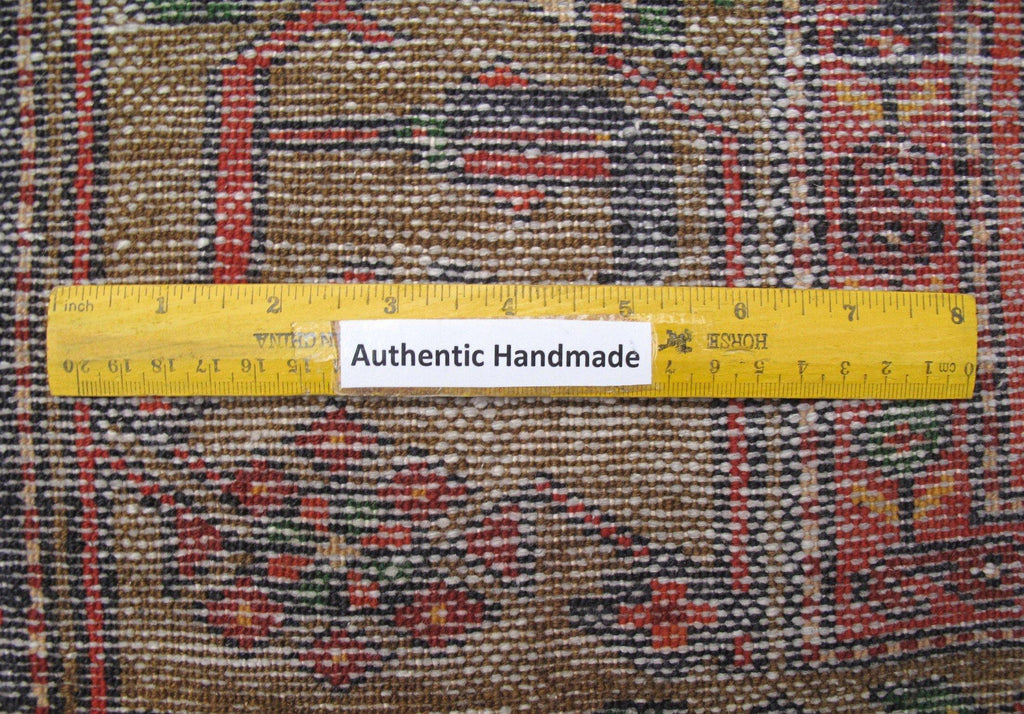 inch 1 2 3 4 5 6 7 8
Authentic Handmade
HORSE
IN CHINA
0 cm 1 2 3 4 5 6 7 15 16 17 18 19 20